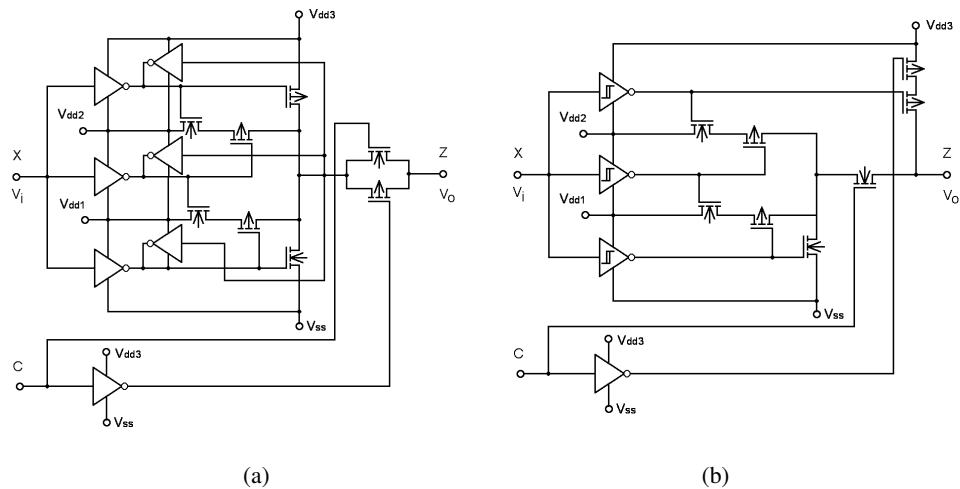 Vdd3
Vdd2
X
Vi
Vdd1
Z
Vo
Vss
C
Vdd3
Vss
(a)
Vdd3
Vdd2
X
Vi
Vdd1
Z
Vo
Vss
C
Vdd3
Vss
(b)